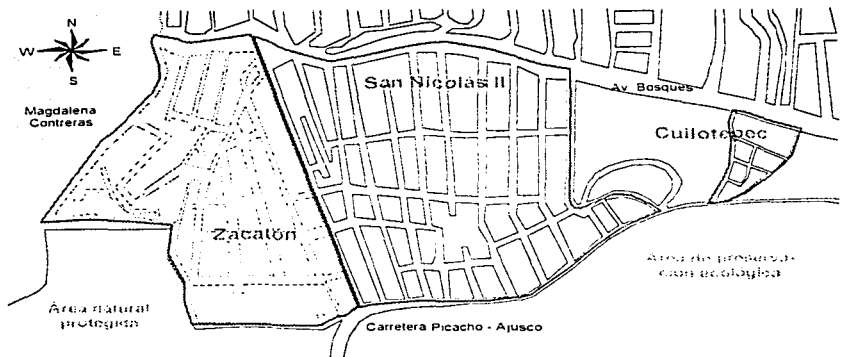 N
W E
S
Magdalena
Contreras
San Nicolás II
Av. Bosques
Cuilotepec
Zacatón
Área de preserva-
ción ecológica
Área natural
protegida
Carretera Picacho - Ajusco